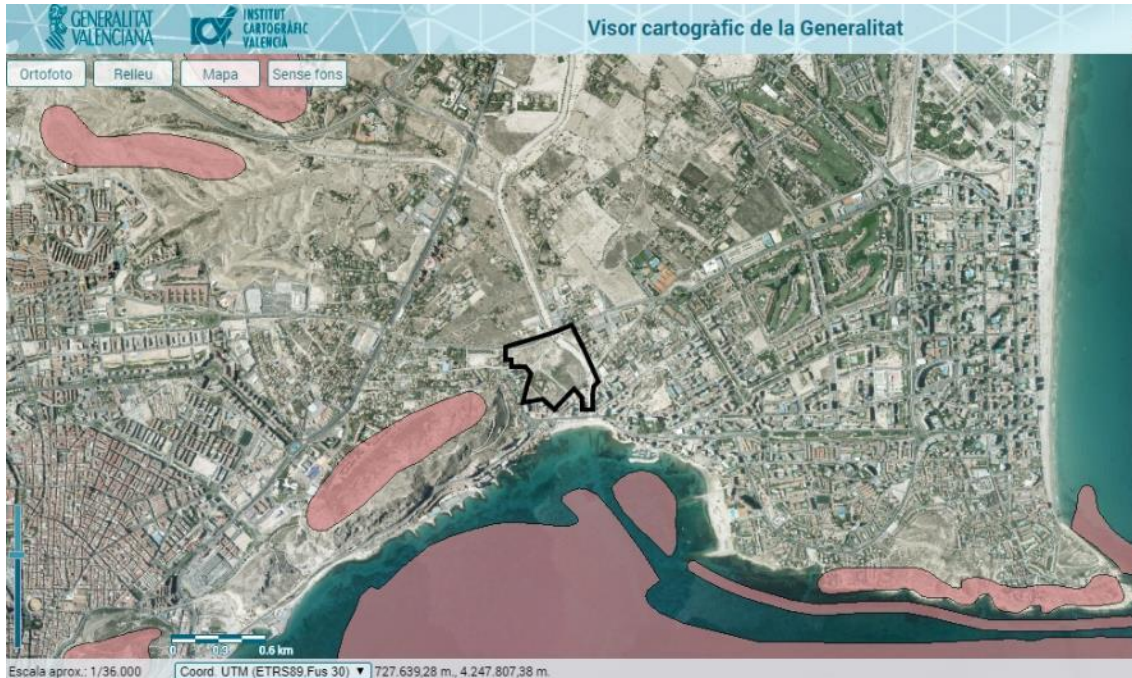 GENERALITAT
VALENCIANA
INSTITUT
CARTOGRÀFIC
VALENCIÀ
Visor cartogràfic de la Generalitat
Ortofoto
Relleu
Mapa
Sense fons
0 0.3 0.6 km
Escala aprox.: 1/36.000 Coord. UTM (ETRS89,Fus 30) ▼ 727.639,28 m., 4.247.807,38 m.